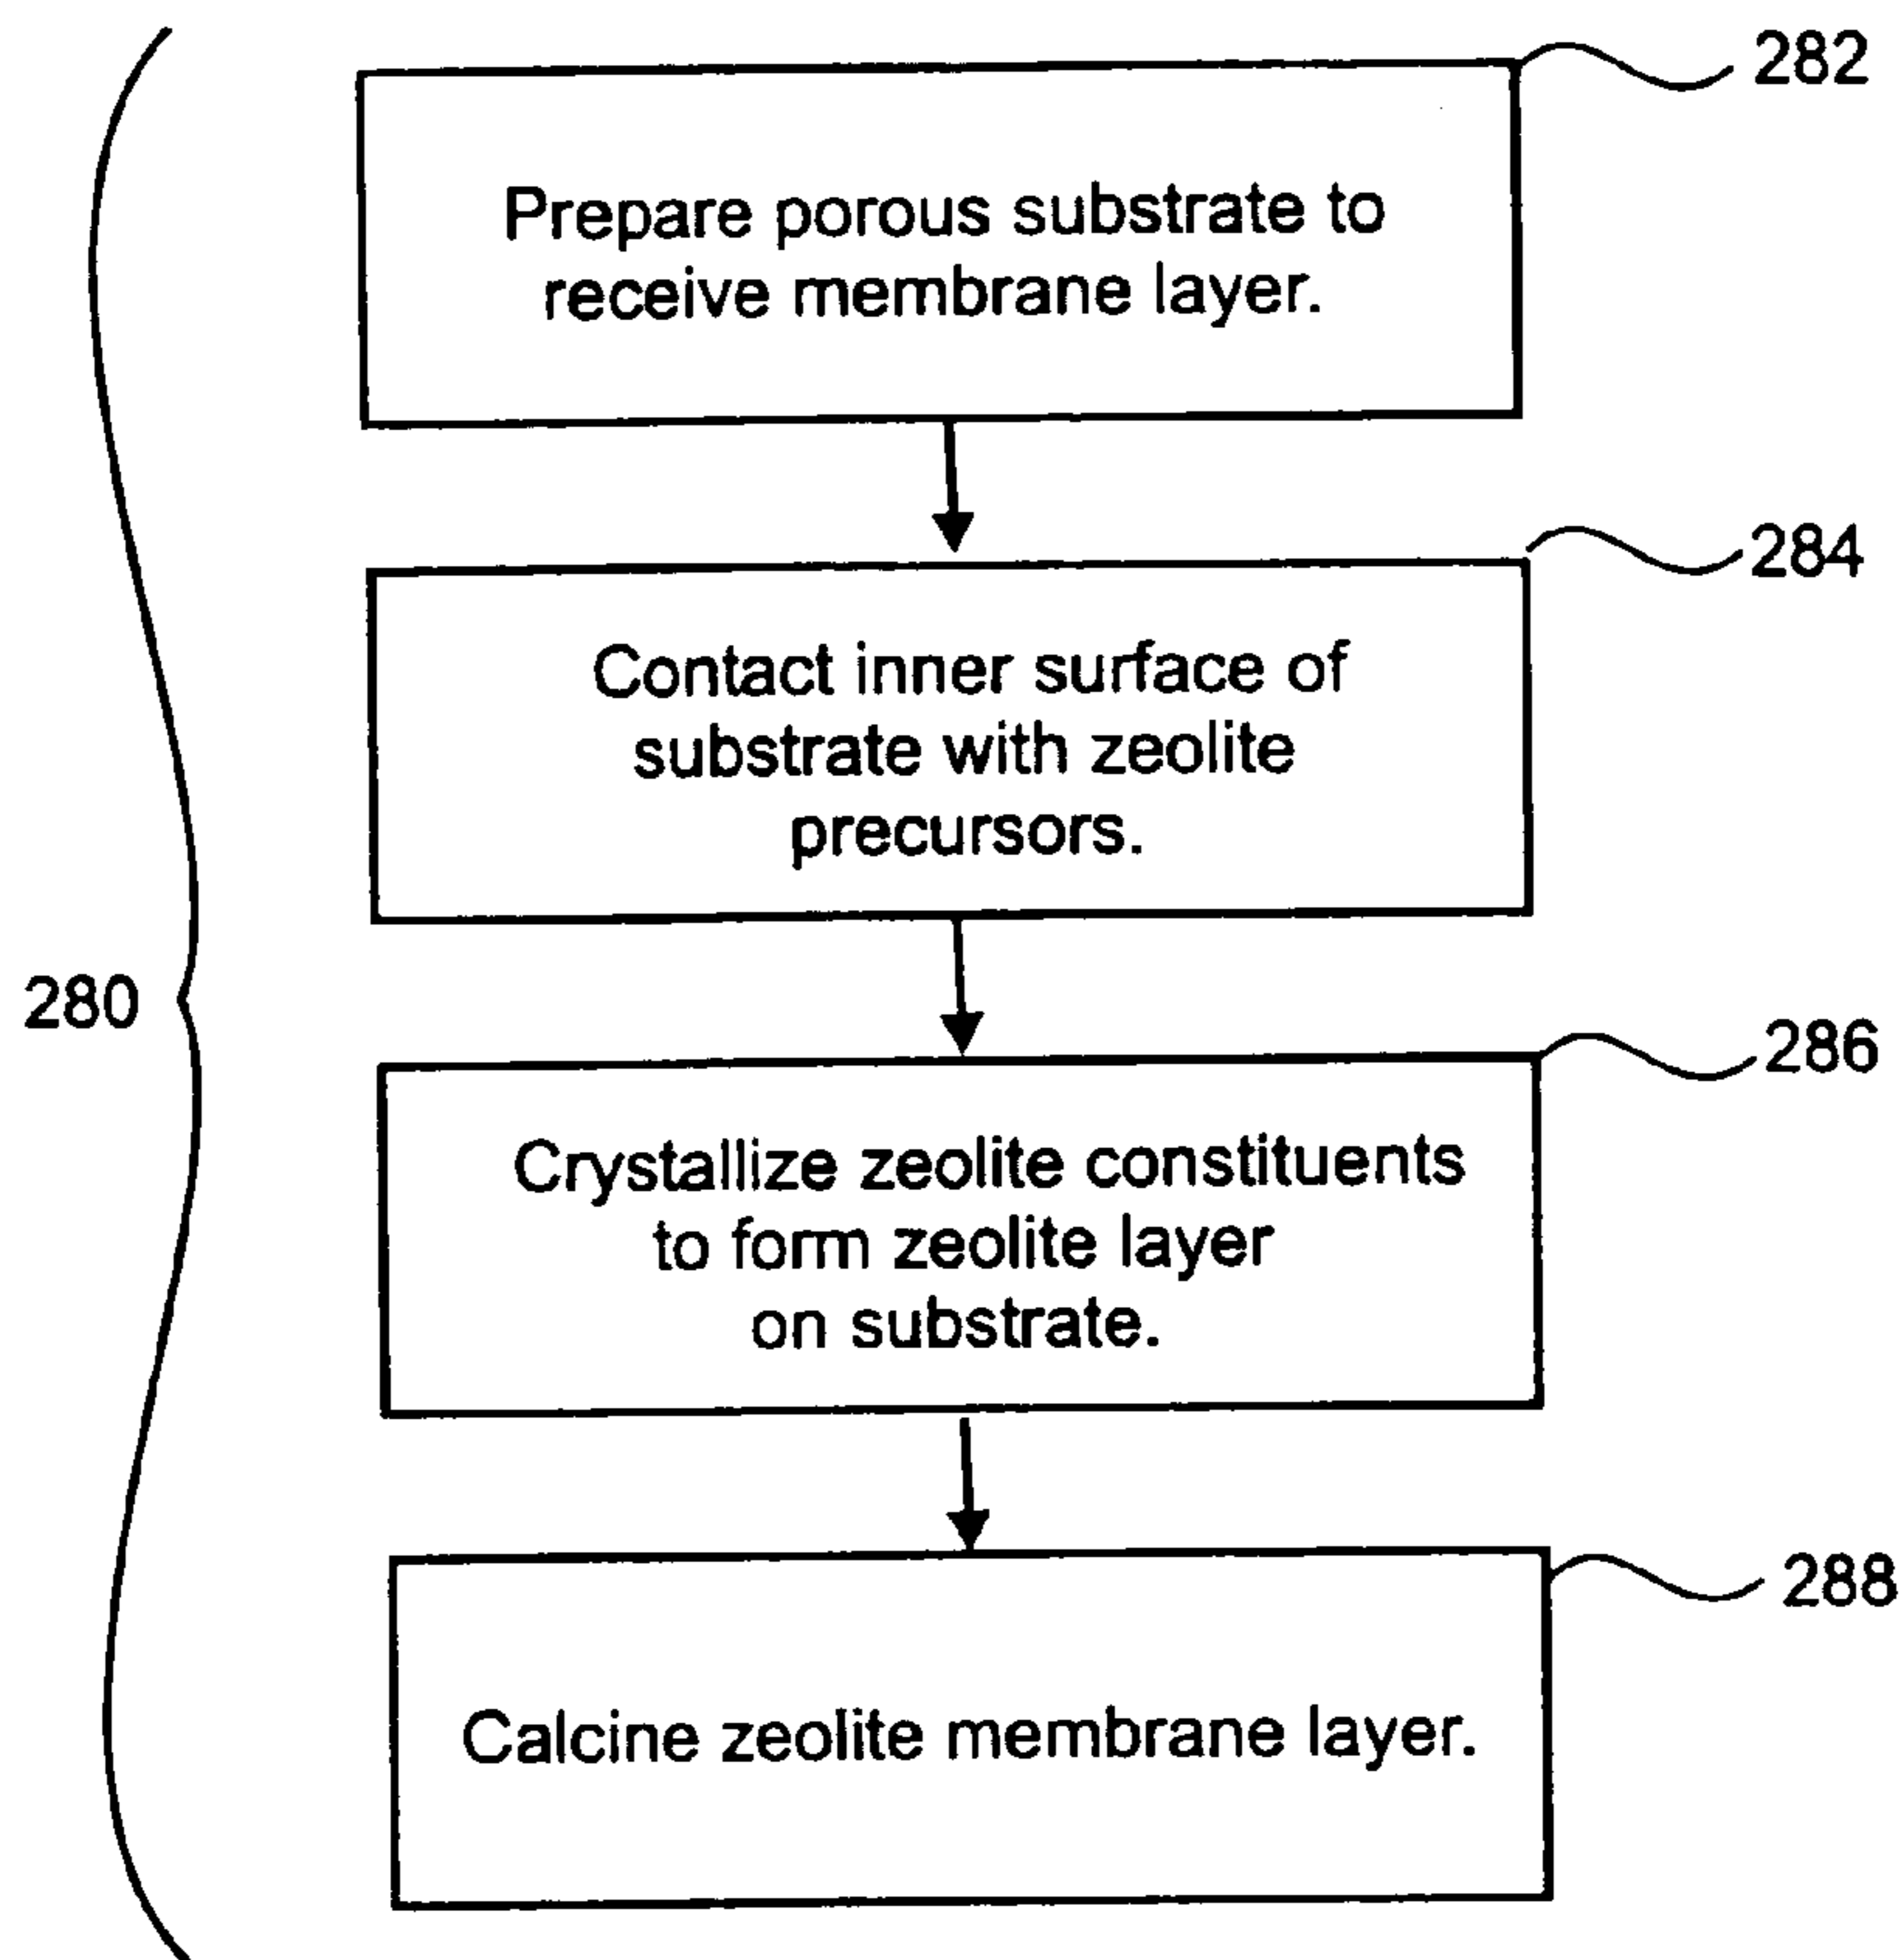 282
Prepare porous substrate to
receive membrane layer.
284
Contact inner surface of
substrate with zeolite
precursors.
280
286
Crystallize zeolite constituents
to form zeolite layer
on substrate.
288
Calcine zeolite membrane layer.